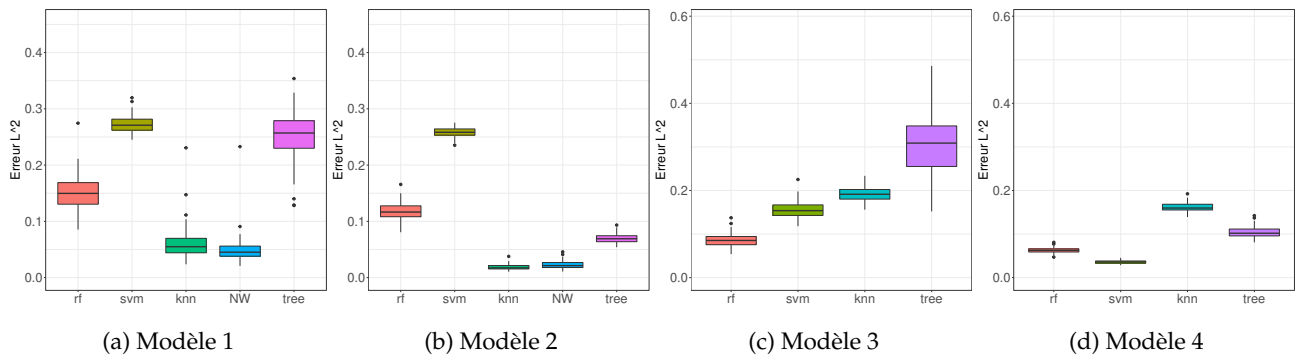 Erreur L^2
0.4
0.3
0.2
0.1
0.0
rf svm knn NW tree
(a) Modèle 1
Erreur L^2
0.4
0.3
0.2
0.1
0.0
rf svm knn NW tree
(b) Modèle 2
Erreur L^2
0.6
0.4
0.2
0.0
rf svm knn tree
(c) Modèle 3
Erreur L^2
0.6
0.4
0.2
0.0
rf svm knn tree
(d) Modèle 4